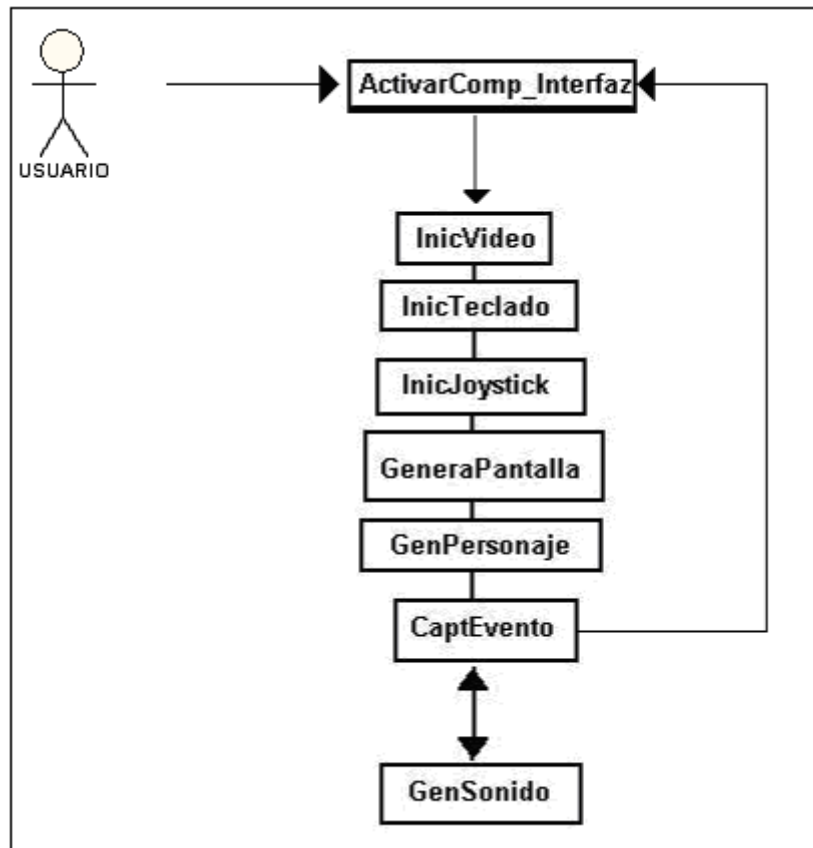 ActivarComp_Interfaz
USUARIO
InicVideo
InicTeclado
InicJoystick
GeneraPantalla
GenPersonaje
CaptEvento
GenSonido